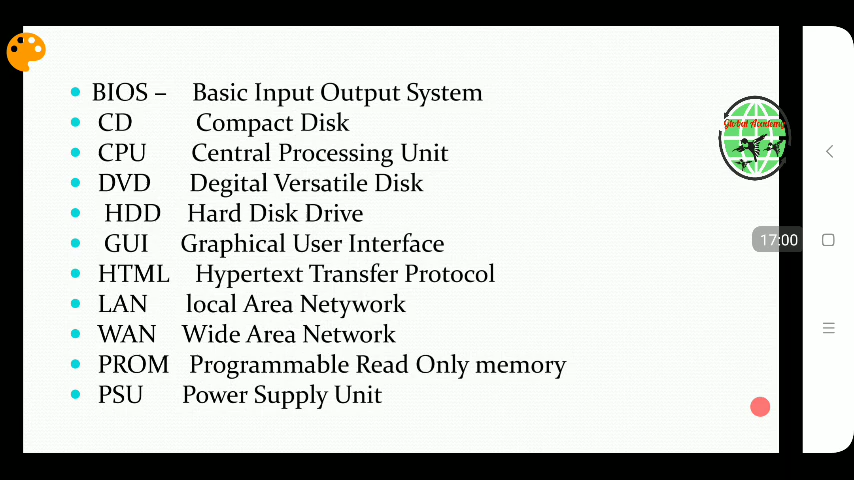 BIOS – Basic Input Output System
CD Compact Disk
CPU Central Processing Unit
DVD Degital Versatile Disk
HDD Hard Disk Drive
GUI Graphical User Interface
HTML Hypertext Transfer Protocol
LAN local Area Netywork
WAN Wide Area Network
PROM Programmable Read Only memory
PSU Power Supply Unit
Global Academy
17:00